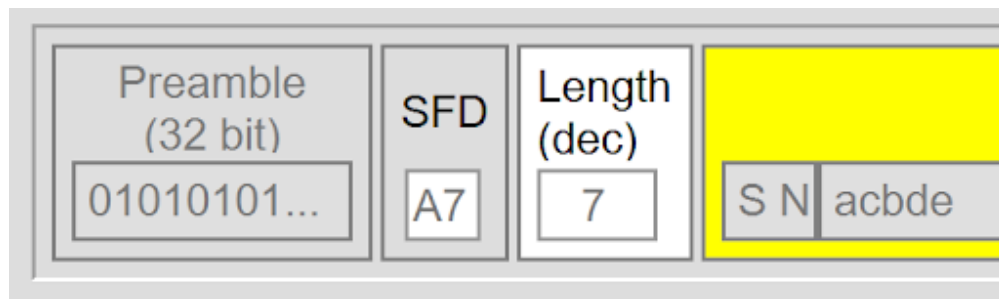 Preamble
(32 bit)
01010101...
SFD
A7
Length
(dec)
7
S N
acbde